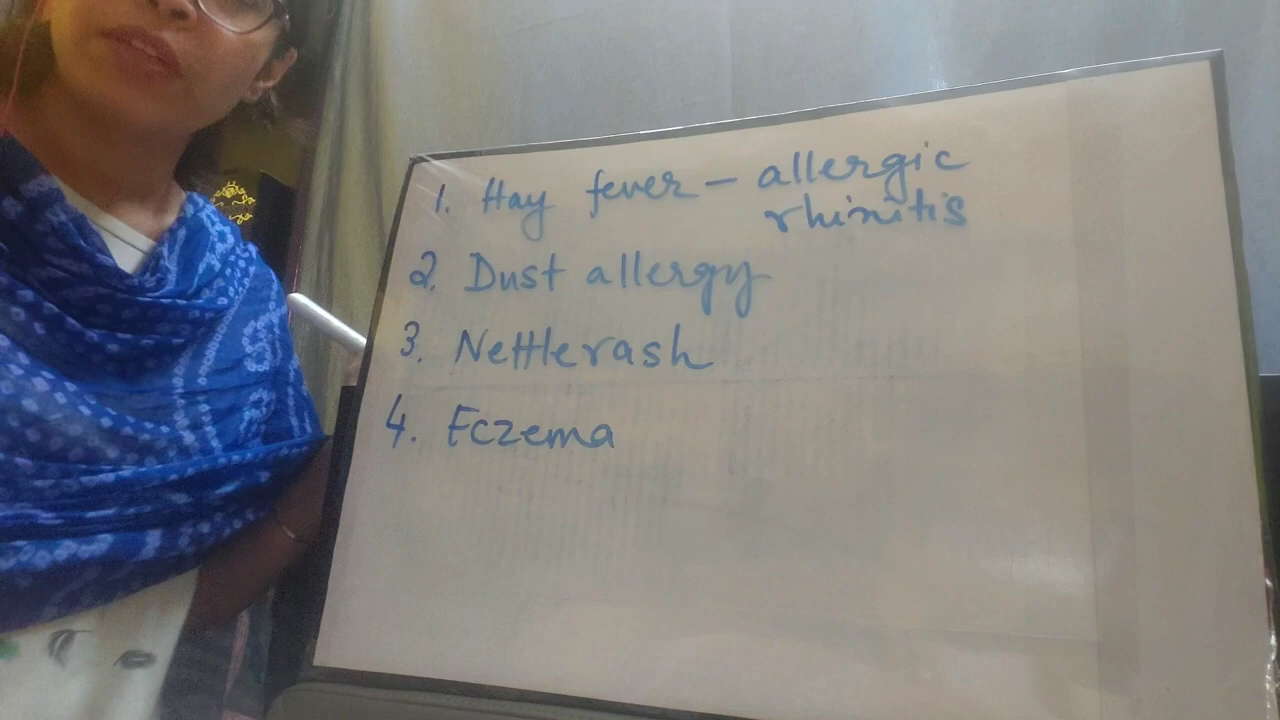 1. Hay fever – allergic
rhinitis
2. Dust allergy
3. Nettlerash
4. Eczema